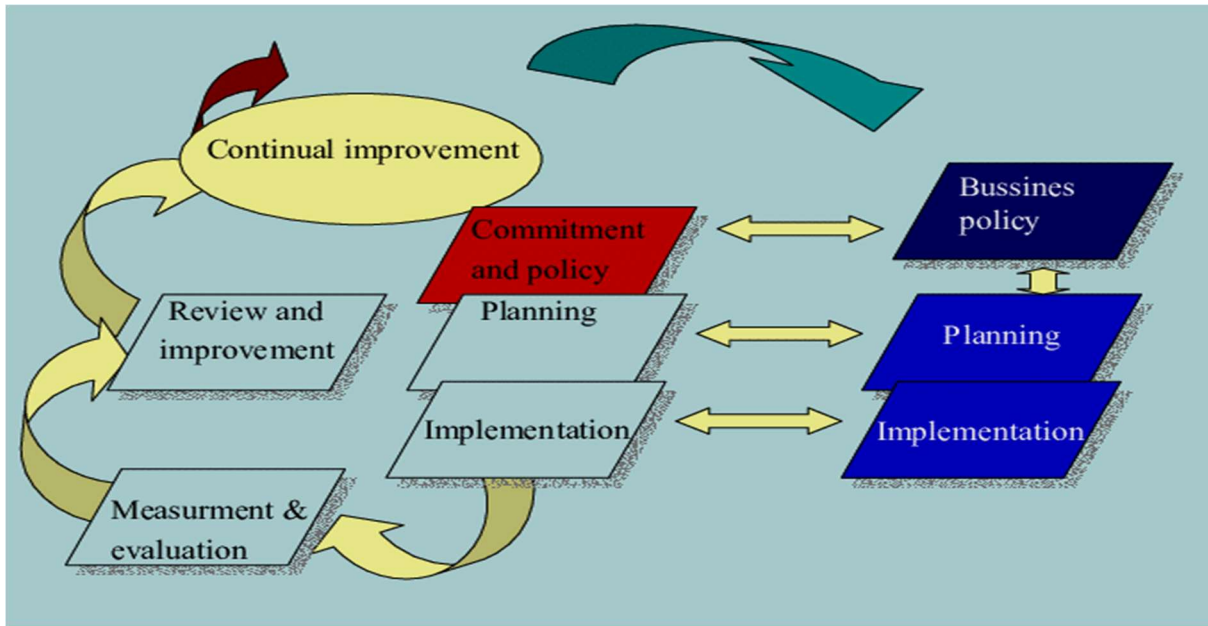 Continual improvement
Commitment
and policy
Bussines
policy
Review and
improvement
Planning
Planning
Implementation
Implementation
Measurment &
evaluation